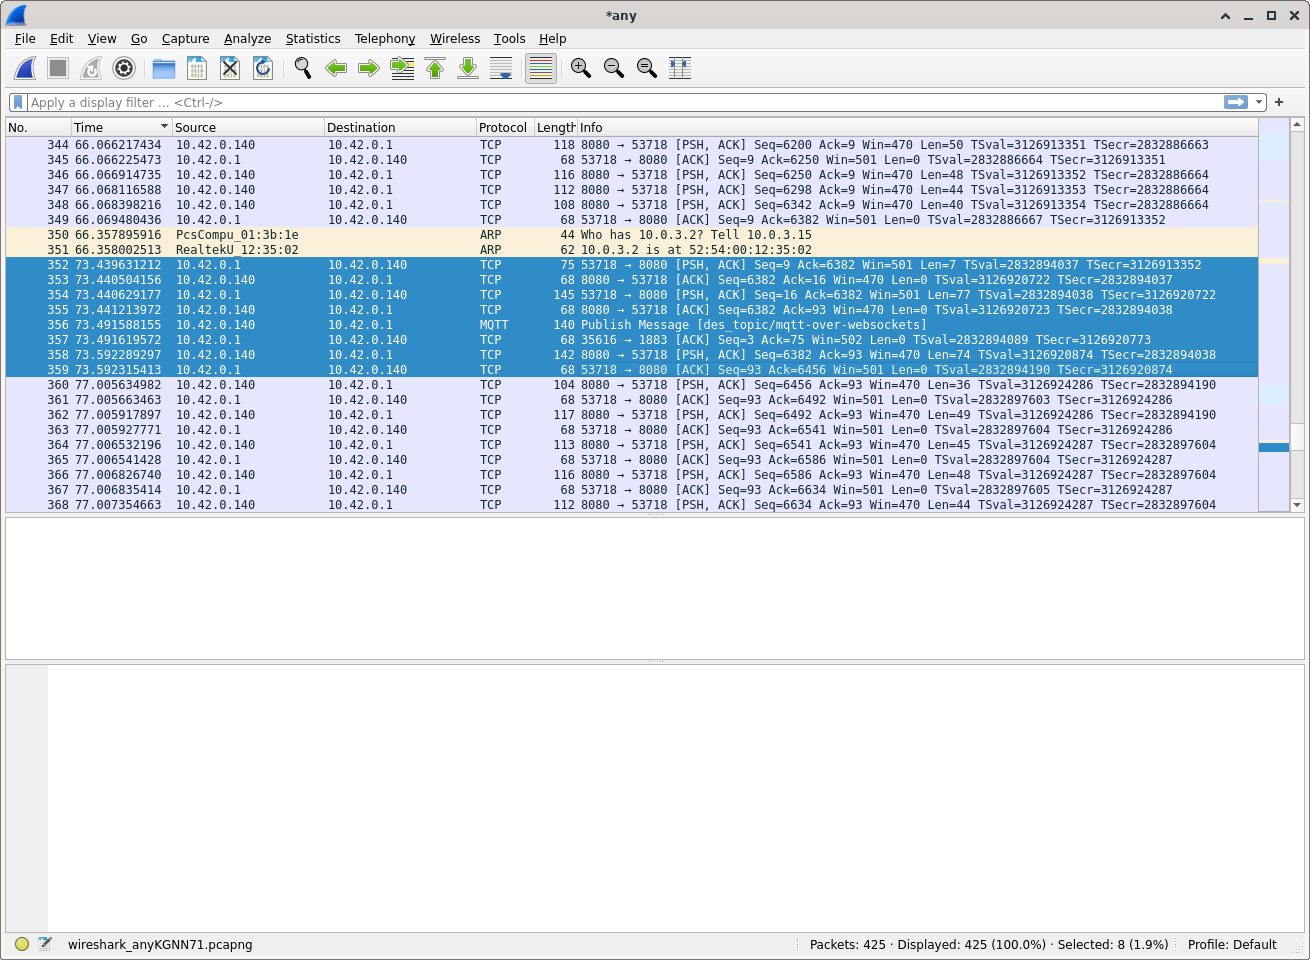 *any
File Edit View Go Capture Analyze Statistics Telephony Wireless Tools Help
Apply a display filter … <Ctrl-/>
No. Time Source Destination Protocol Length Info
344 66.066217434 10.42.0.140 10.42.0.1 TCP 118 8080 → 53718 [PSH, ACK] Seq=6200 Ack=9 Win=470 Len=50 TSval=3126913351 TSecr=2832886663
345 66.066225473 10.42.0.1 10.42.0.140 TCP 68 53718 → 8080 [ACK] Seq=9 Ack=6250 Win=501 Len=0 TSval=2832886664 TSecr=3126913351
346 66.066914735 10.42.0.140 10.42.0.1 TCP 116 8080 → 53718 [PSH, ACK] Seq=6250 Ack=9 Win=470 Len=48 TSval=3126913352 TSecr=2832886664
347 66.068116588 10.42.0.140 10.42.0.1 TCP 112 8080 → 53718 [PSH, ACK] Seq=6298 Ack=9 Win=470 Len=44 TSval=3126913353 TSecr=2832886664
348 66.068398216 10.42.0.140 10.42.0.1 TCP 108 8080 → 53718 [PSH, ACK] Seq=6342 Ack=9 Win=470 Len=40 TSval=3126913354 TSecr=2832886664
349 66.069480436 10.42.0.1 10.42.0.140 TCP 68 53718 → 8080 [ACK] Seq=9 Ack=6382 Win=501 Len=0 TSval=2832886667 TSecr=3126913352
350 66.357895916 PcsCompu_01:3b:1e ARP 44 Who has 10.0.3.2? Tell 10.0.3.15
351 66.358002513 RealtekU_12:35:02 ARP 62 10.0.3.2 is at 52:54:00:12:35:02
352 73.439631212 10.42.0.1 10.42.0.140 TCP 75 53718 → 8080 [PSH, ACK] Seq=9 Ack=6382 Win=501 Len=7 TSval=2832894037 TSecr=3126913352
353 73.440504156 10.42.0.140 10.42.0.1 TCP 68 8080 → 53718 [ACK] Seq=6382 Ack=16 Win=470 Len=0 TSval=3126920722 TSecr=2832894037
354 73.440629177 10.42.0.1 10.42.0.140 TCP 145 53718 → 8080 [PSH, ACK] Seq=16 Ack=6382 Win=501 Len=77 TSval=2832894038 TSecr=3126920722
355 73.441213972 10.42.0.140 10.42.0.1 TCP 68 8080 → 53718 [ACK] Seq=6382 Ack=93 Win=470 Len=0 TSval=3126920723 TSecr=2832894038
356 73.491588155 10.42.0.140 10.42.0.1 MQTT 140 Publish Message [des_topic/mqtt-over-websockets]
357 73.491619572 10.42.0.1 10.42.0.140 TCP 68 35616 → 1883 [ACK] Seq=3 Ack=75 Win=502 Len=0 TSval=2832894089 TSecr=3126920773
358 73.592289297 10.42.0.140 10.42.0.1 TCP 142 8080 → 53718 [PSH, ACK] Seq=6382 Ack=93 Win=470 Len=74 TSval=3126920874 TSecr=2832894038
359 73.592315413 10.42.0.1 10.42.0.140 TCP 68 53718 → 8080 [ACK] Seq=93 Ack=6456 Win=501 Len=0 TSval=2832894190 TSecr=3126920874
360 77.005634982 10.42.0.140 10.42.0.1 TCP 104 8080 → 53718 [PSH, ACK] Seq=6456 Ack=93 Win=470 Len=36 TSval=3126924286 TSecr=2832894190
361 77.005663463 10.42.0.1 10.42.0.140 TCP 68 53718 → 8080 [ACK] Seq=93 Ack=6492 Win=501 Len=0 TSval=2832897603 TSecr=3126924286
362 77.005917897 10.42.0.140 10.42.0.1 TCP 117 8080 → 53718 [PSH, ACK] Seq=6492 Ack=93 Win=470 Len=49 TSval=3126924286 TSecr=2832894190
363 77.005927771 10.42.0.1 10.42.0.140 TCP 68 53718 → 8080 [ACK] Seq=93 Ack=6541 Win=501 Len=0 TSval=2832897604 TSecr=3126924286
364 77.006532196 10.42.0.140 10.42.0.1 TCP 113 8080 → 53718 [PSH, ACK] Seq=6541 Ack=93 Win=470 Len=45 TSval=3126924287 TSecr=2832897604
365 77.006541428 10.42.0.1 10.42.0.140 TCP 68 53718 → 8080 [ACK] Seq=93 Ack=6586 Win=501 Len=0 TSval=2832897604 TSecr=3126924287
366 77.006826740 10.42.0.140 10.42.0.1 TCP 116 8080 → 53718 [PSH, ACK] Seq=6586 Ack=93 Win=470 Len=48 TSval=3126924287 TSecr=2832897604
367 77.006835414 10.42.0.1 10.42.0.140 TCP 68 53718 → 8080 [ACK] Seq=93 Ack=6634 Win=501 Len=0 TSval=2832897605 TSecr=3126924287
368 77.007354663 10.42.0.140 10.42.0.1 TCP 112 8080 → 53718 [PSH, ACK] Seq=6634 Ack=93 Win=470 Len=44 TSval=3126924287 TSecr=2832897604
wireshark_anyKGNN71.pcapng Packets: 425 · Displayed: 425 (100.0%) · Selected: 8 (1.9%) Profile: Default